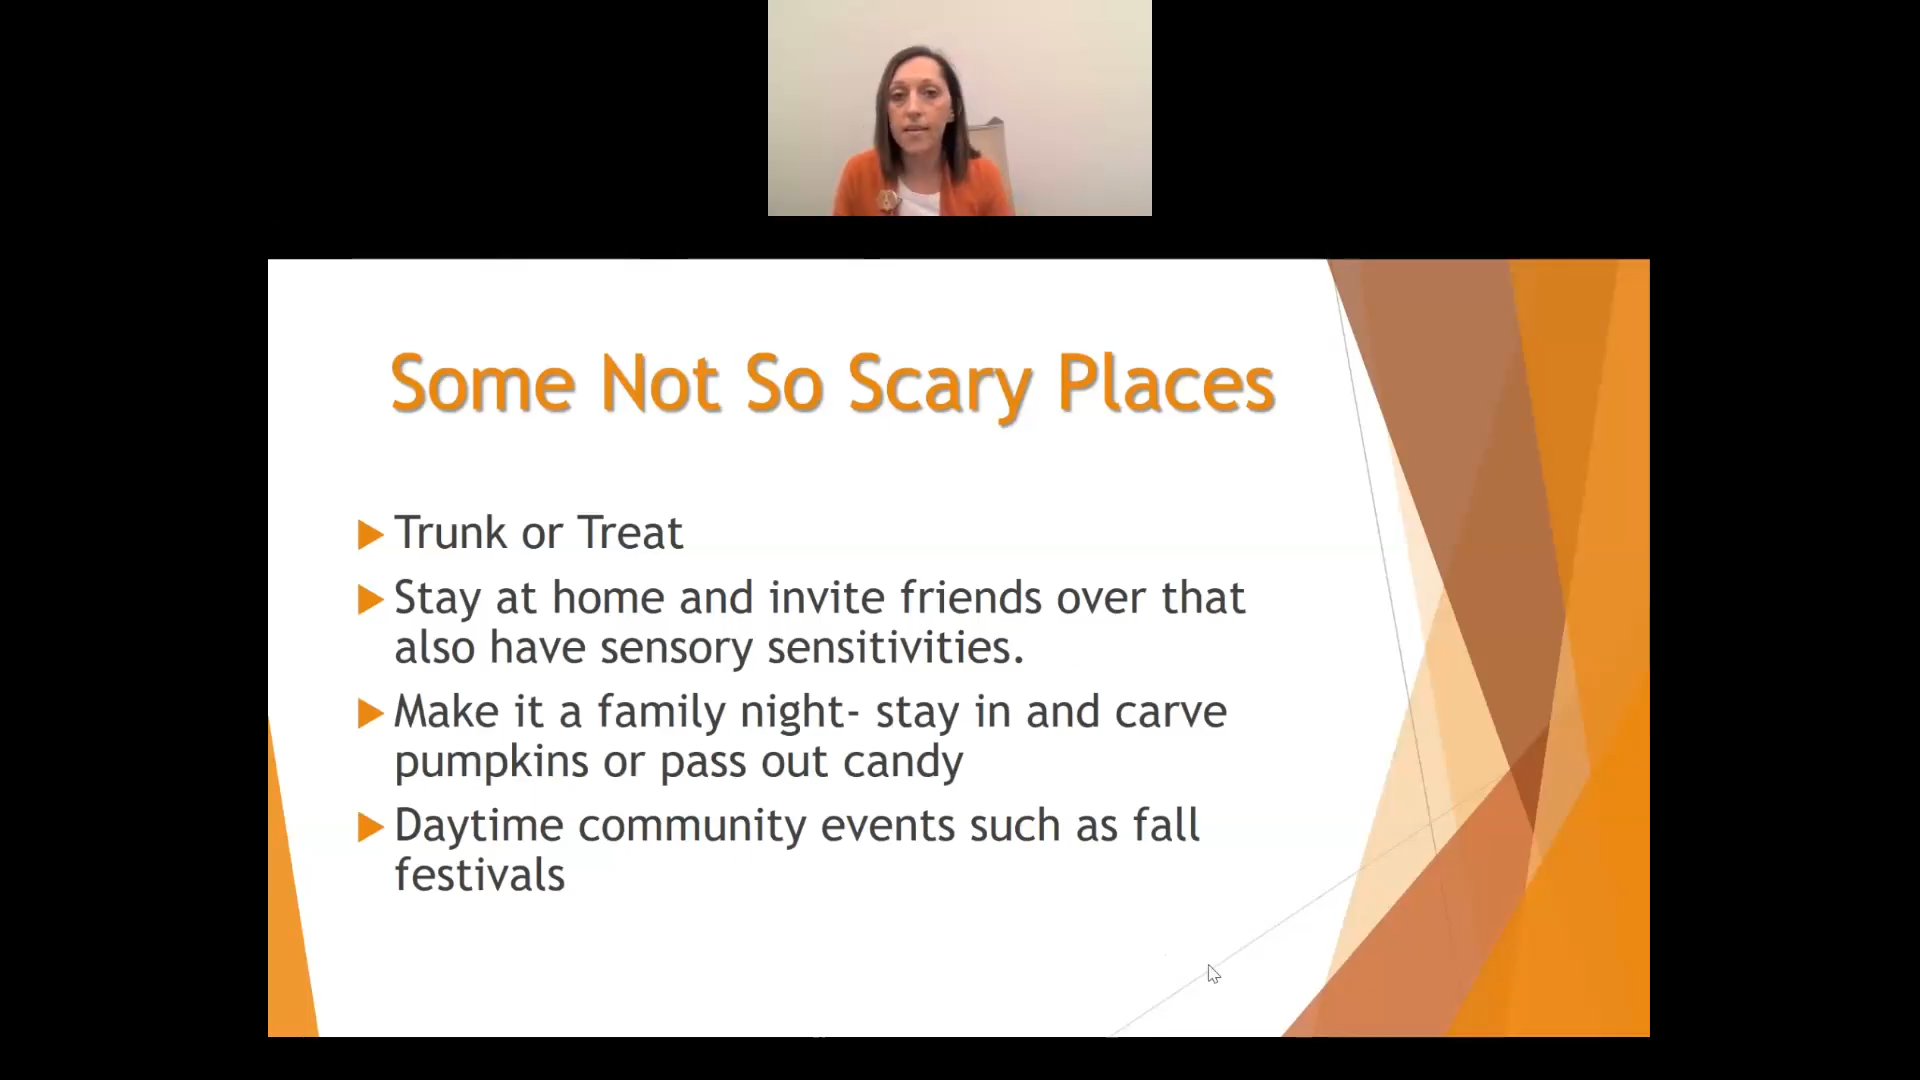 Some Not So Scary Places
Trunk or Treat
Stay at home and invite friends over that
also have sensory sensitivities.
Make it a family night- stay in and carve
pumpkins or pass out candy
Daytime community events such as fall
festivals